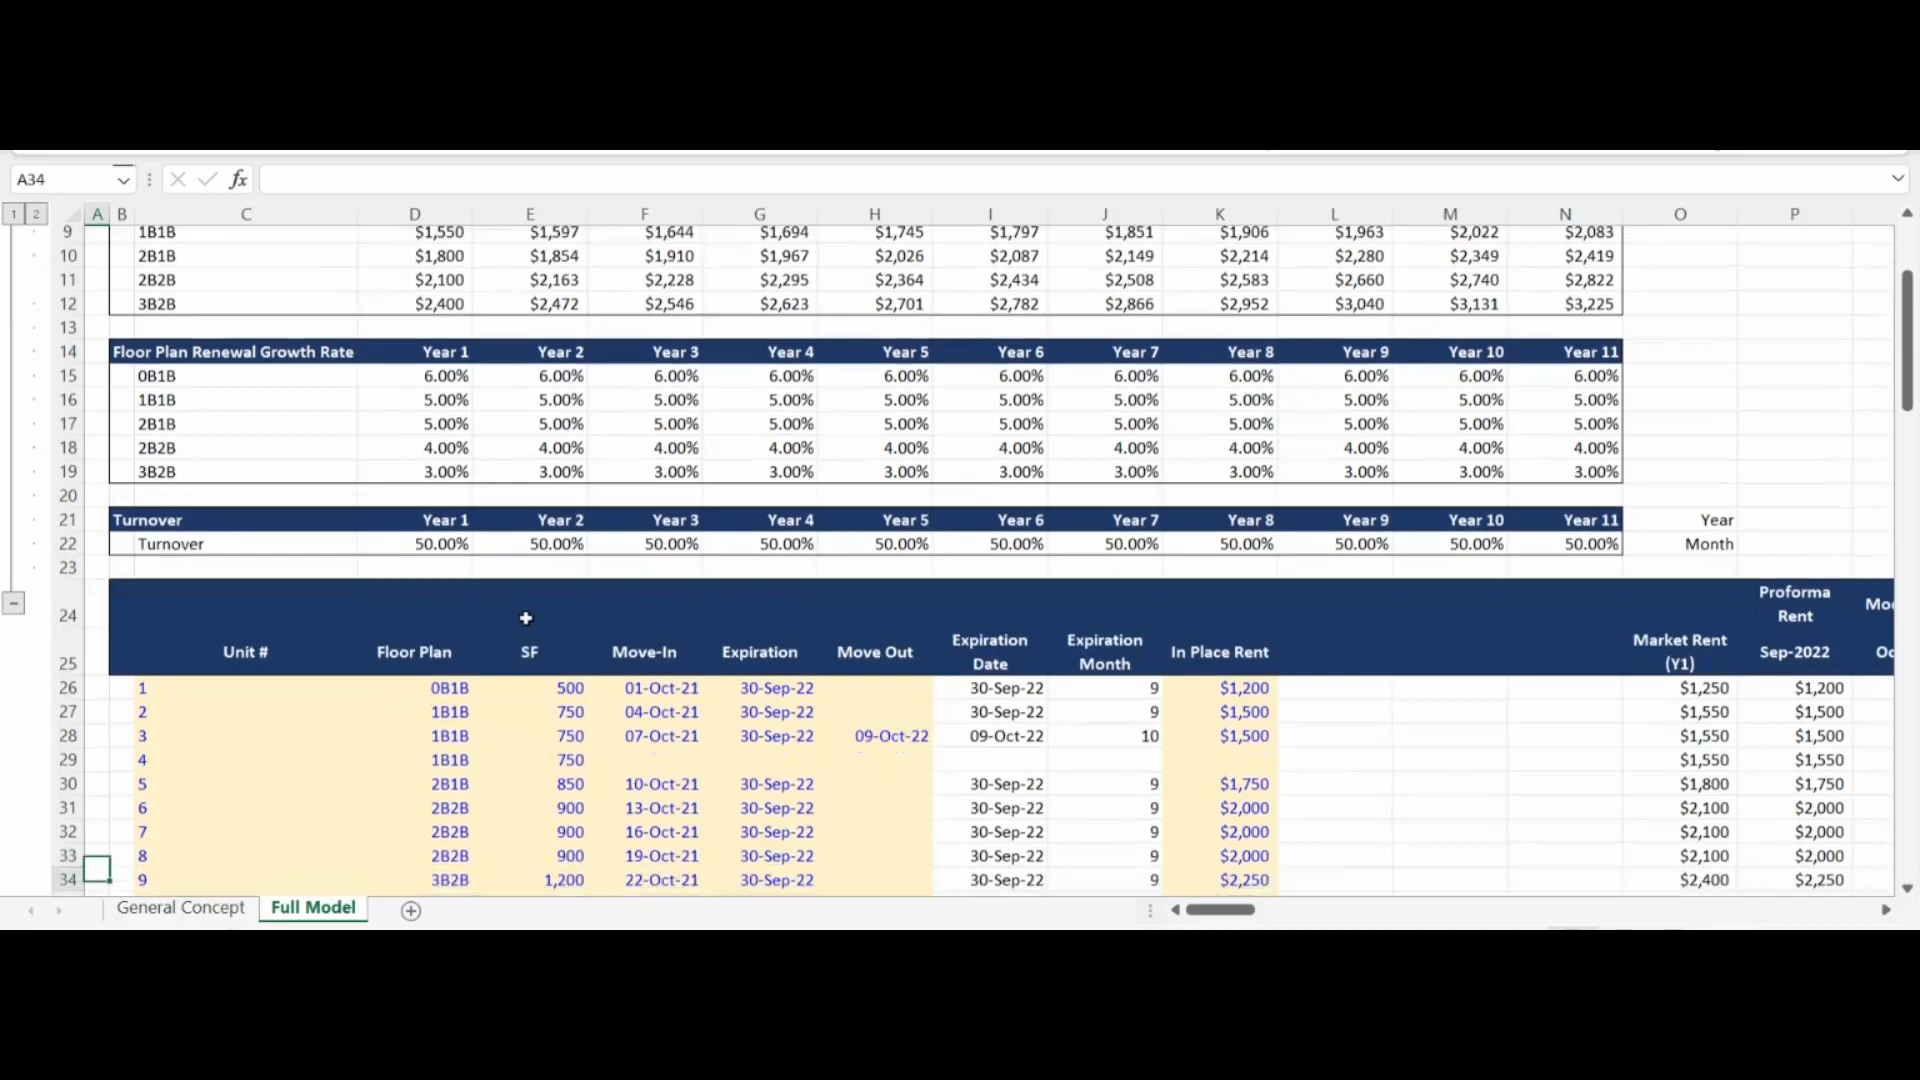 A34 fx
1 2 A B C D E F G H I J K L M N O P
9 1B1B $1,550 $1,597 $1,644 $1,694 $1,745 $1,797 $1,851 $1,906 $1,963 $2,022 $2,083
10 2B1B $1,800 $1,854 $1,910 $1,967 $2,026 $2,087 $2,149 $2,214 $2,280 $2,349 $2,419
11 2B2B $2,100 $2,163 $2,228 $2,295 $2,364 $2,434 $2,508 $2,583 $2,660 $2,740 $2,822
12 3B2B $2,400 $2,472 $2,546 $2,623 $2,701 $2,782 $2,866 $2,952 $3,040 $3,131 $3,225
13
14 Floor Plan Renewal Growth Rate Year 1 Year 2 Year 3 Year 4 Year 5 Year 6 Year 7 Year 8 Year 9 Year 10 Year 11
15 0B1B 6.00% 6.00% 6.00% 6.00% 6.00% 6.00% 6.00% 6.00% 6.00% 6.00% 6.00%
16 1B1B 5.00% 5.00% 5.00% 5.00% 5.00% 5.00% 5.00% 5.00% 5.00% 5.00% 5.00%
17 2B1B 5.00% 5.00% 5.00% 5.00% 5.00% 5.00% 5.00% 5.00% 5.00% 5.00% 5.00%
18 2B2B 4.00% 4.00% 4.00% 4.00% 4.00% 4.00% 4.00% 4.00% 4.00% 4.00% 4.00%
19 3B2B 3.00% 3.00% 3.00% 3.00% 3.00% 3.00% 3.00% 3.00% 3.00% 3.00% 3.00%
20
21 Turnover Year 1 Year 2 Year 3 Year 4 Year 5 Year 6 Year 7 Year 8 Year 9 Year 10 Year 11 Year
22 Turnover 50.00% 50.00% 50.00% 50.00% 50.00% 50.00% 50.00% 50.00% 50.00% 50.00% 50.00% Month
23
Proforma
24 Rent
Expiration Expiration Market Rent
Unit # Floor Plan SF Move-In Expiration Move Out In Place Rent Sep-2022
25 Date Month (Y1)
26 1 0B1B 500 01-Oct-21 30-Sep-22 30-Sep-22 9 $1,200 $1,250 $1,200
27 2 1B1B 750 04-Oct-21 30-Sep-22 30-Sep-22 9 $1,500 $1,550 $1,500
28 3 1B1B 750 07-Oct-21 30-Sep-22 09-Oct-22 09-Oct-22 10 $1,500 $1,550 $1,500
29 4 1B1B 750 $1,550 $1,550
30 5 2B1B 850 10-Oct-21 30-Sep-22 30-Sep-22 9 $1,750 $1,800 $1,750
31 6 2B2B 900 13-Oct-21 30-Sep-22 30-Sep-22 9 $2,000 $2,100 $2,000
32 7 2B2B 900 16-Oct-21 30-Sep-22 30-Sep-22 9 $2,000 $2,100 $2,000
33 8 2B2B 900 19-Oct-21 30-Sep-22 30-Sep-22 9 $2,000 $2,100 $2,000
34 9 3B2B 1,200 22-Oct-21 30-Sep-22 30-Sep-22 9 $2,250 $2,400 $2,250
General Concept Full Model